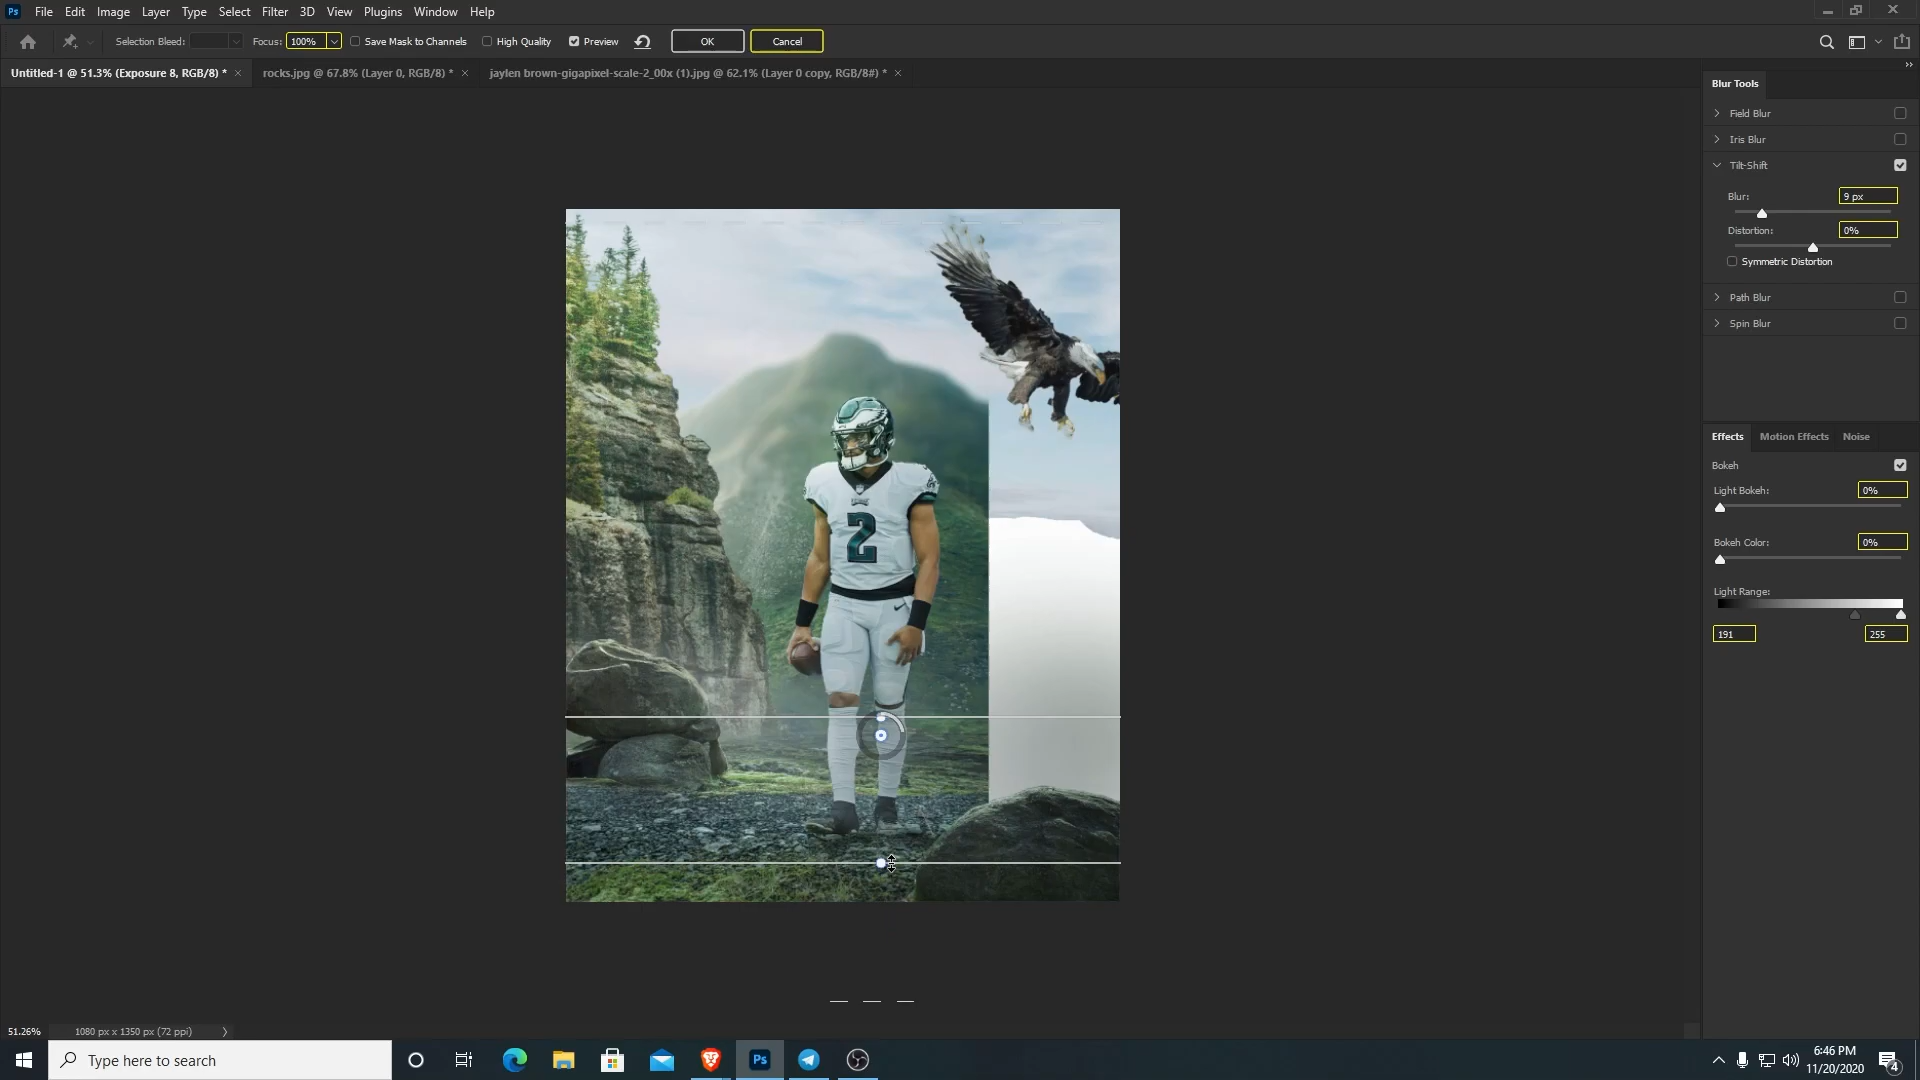 Ps File Edit Image Layer Type Select Filter 3D View Plugins Window Help
Selection Bleed: Focus: 100% Save Mask to Channels High Quality Preview OK Cancel
Untitled-1 @ 51.3% (Exposure 8, RGB/8) * × rocks.jpg @ 67.8% (Layer 0, RGB/8) * × jaylen brown-gigapixel-scale-2_00x (1).jpg @ 62.1% (Layer 0 copy, RGB/8#) * ×
Blur Tools
Field Blur
Iris Blur
Tilt-Shift
Blur: 9 px
Distortion: 0%
Symmetric Distortion
Path Blur
Spin Blur
Effects Motion Effects Noise
Bokeh
Light Bokeh: 0%
Bokeh Color: 0%
Light Range:
191 255
2
51.26% 1080 px x 1350 px (72 ppi)
Type here to search
Ps
6:46 PM
11/20/2020
4